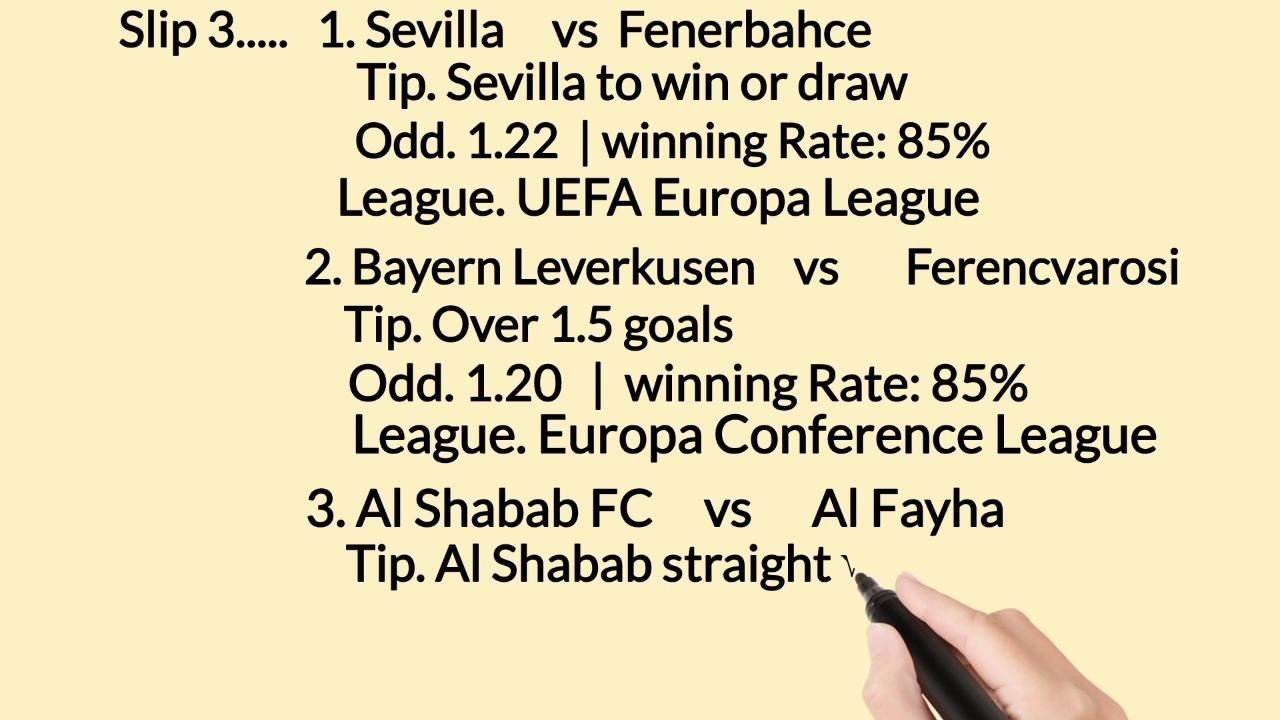 Slip 3..... 1. Sevilla vs Fenerbahce
Tip. Sevilla to win or draw
Odd. 1.22 | winning Rate: 85%
League. UEFA Europa League
2. Bayern Leverkusen vs Ferencvarosi
Tip. Over 1.5 goals
Odd. 1.20 | winning Rate: 85%
League. Europa Conference League
3. Al Shabab FC vs Al Fayha
Tip. Al Shabab straight